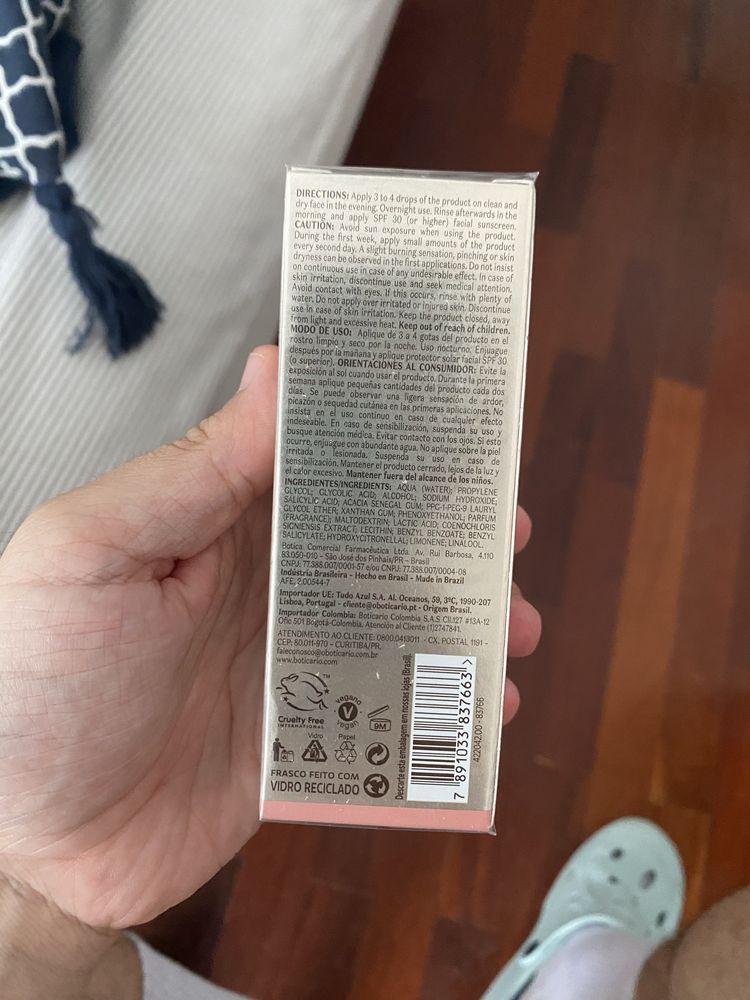 DIRECTIONS: Apply 3 to 4 drops of the product on clean and
dry face in the evening. Overnight use. Rinse afterwards in the
morning and apply SPF 30 (or higher) facial sunscreen.
CAUTION: Avoid sun exposure when using the product.
During the first week, apply small amounts of the product
every second day. A slight burning sensation, pinching or skin
dryness can be observed in the first applications. Do not insist
on continuous use in case of any undesirable effect. In case of
skin irritation, discontinue use and seek medical attention.
Avoid contact with eyes. If this occurs, rinse with plenty of
water. Do not apply over irritated or injured skin. Discontinue
use in case of skin irritation. Keep the product closed, away
from light and excessive heat. Keep out of reach of children.
MODO DE USO: Aplique de 3 a 4 gotas del producto en el
rostro limpio y seco por la noche. Uso nocturno. Enjuague
después por la mañana y aplique protector solar facial SPF 30
(o superior). ORIENTACIONES AL CONSUMIDOR: Evite la
exposición al sol cuando usar el producto. Durante la primera
semana aplique pequeñas cantidades del producto cada dos
días. Se puede observar una ligera sensación de ardor,
picazón o sequedad cutánea en las primeras aplicaciones. No
insista en el uso continuo en caso de cualquier efecto
indeseable. En caso de sensibilización, suspenda su uso y
busque atención médica. Evitar contacto con los ojos. Si esto
ocurre, enjuague con abundante agua. No aplique sobre la piel
irritada o lesionada. Suspenda su uso en caso de
sensibilización. Mantener el producto cerrado, lejos de la luz y
el calor excesivo. Mantener fuera del alcance de los niños.
INGREDIENTES/INGREDIENTS: AQUA (WATER); PROPYLENE
GLYCOL; GLYCOLIC ACID; ALCOHOL; SODIUM HYDROXIDE;
SALICYLIC ACID; ACACIA SENEGAL GUM; PPG-1-PEG-9 LAURYL
GLYCOL ETHER; XANTHAN GUM; PHENOXYETHANOL; PARFUM
(FRAGRANCE); MALTODEXTRIN; LACTIC ACID; COENOCHLORIS
SIGNIENSIS EXTRACT; LECITHIN; BENZYL BENZOATE; BENZYL
SALICYLATE; HYDROXYCITRONELLAL; LIMONENE; LINALOOL.
Botica Comercial Farmacêutica Ltda. Av. Rui Barbosa, 4.110
83.050-010 - São José dos Pinhais/PR – Brasil
CNPJ: 77.388.007/0001-57 e/ou CNPJ: 77.388.007/0004-08
Indústria Brasileira - Hecho en Brasil - Made in Brazil
AFE: 2.00544-7
Importador UE: Tudo Azul S.A. Al. Oceanos, 59, 3ºC, 1990-207
Lisboa, Portugal - cliente@oboticario.pt - Origem Brasil.
Importador Colombia: Boticario Colombia S.A.S Cll.127 #13A-12
Ofic 501 Bogotá-Colombia. Atención al Cliente (1)2747841.
ATENDIMENTO AO CLIENTE: 0800.0413011 - CX. POSTAL 1191 -
CEP: 80.011-970 - CURITIBA/PR.
faleconosco@oboticario.com.br
www.boticario.com
TM
Cruelty Free
INTERNATIONAL
vegano
V
vegan
9M
Vidro
Papel
FRASCO FEITO COM
VIDRO RECICLADO
Descarte esta embalagem em nossas lojas (Brasil).
7 891033 837663 >
422042.00 - 83766